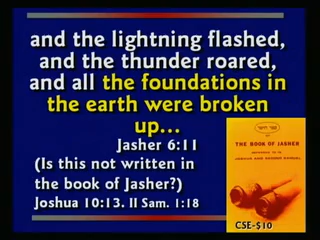 and the lightning flashed,
and the thunder roared,
and all the foundations in
the earth were broken
up...
Jasher 6:11
(Is this not written in
the book of Jasher?)
Joshua 10:13. II Sam. 1:18
THE BOOK OF JASHER
CSE-$10